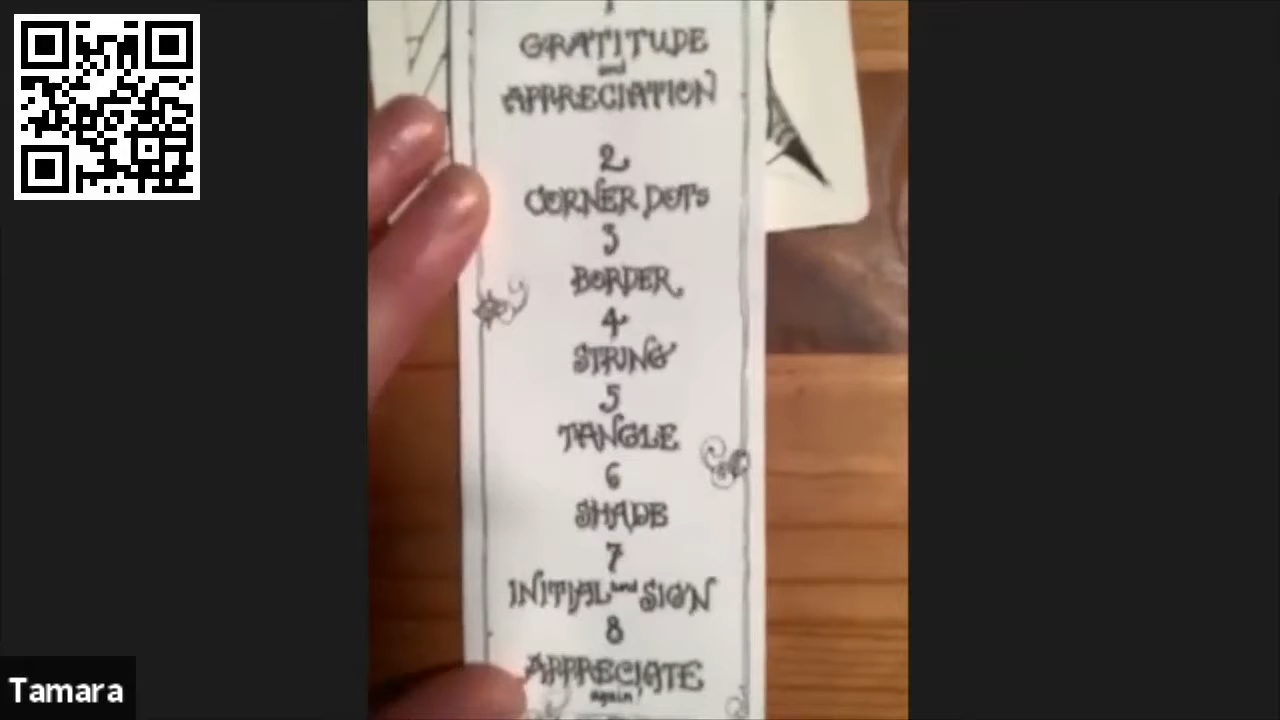 1
GRATITUDE
and
APPRECIATION
2
CORNER DOTS
3
BORDER
4
STRING
5
TANGLE
6
SHADE
7
INITIAL and SIGN
8
APPRECIATE
again!
Tamara